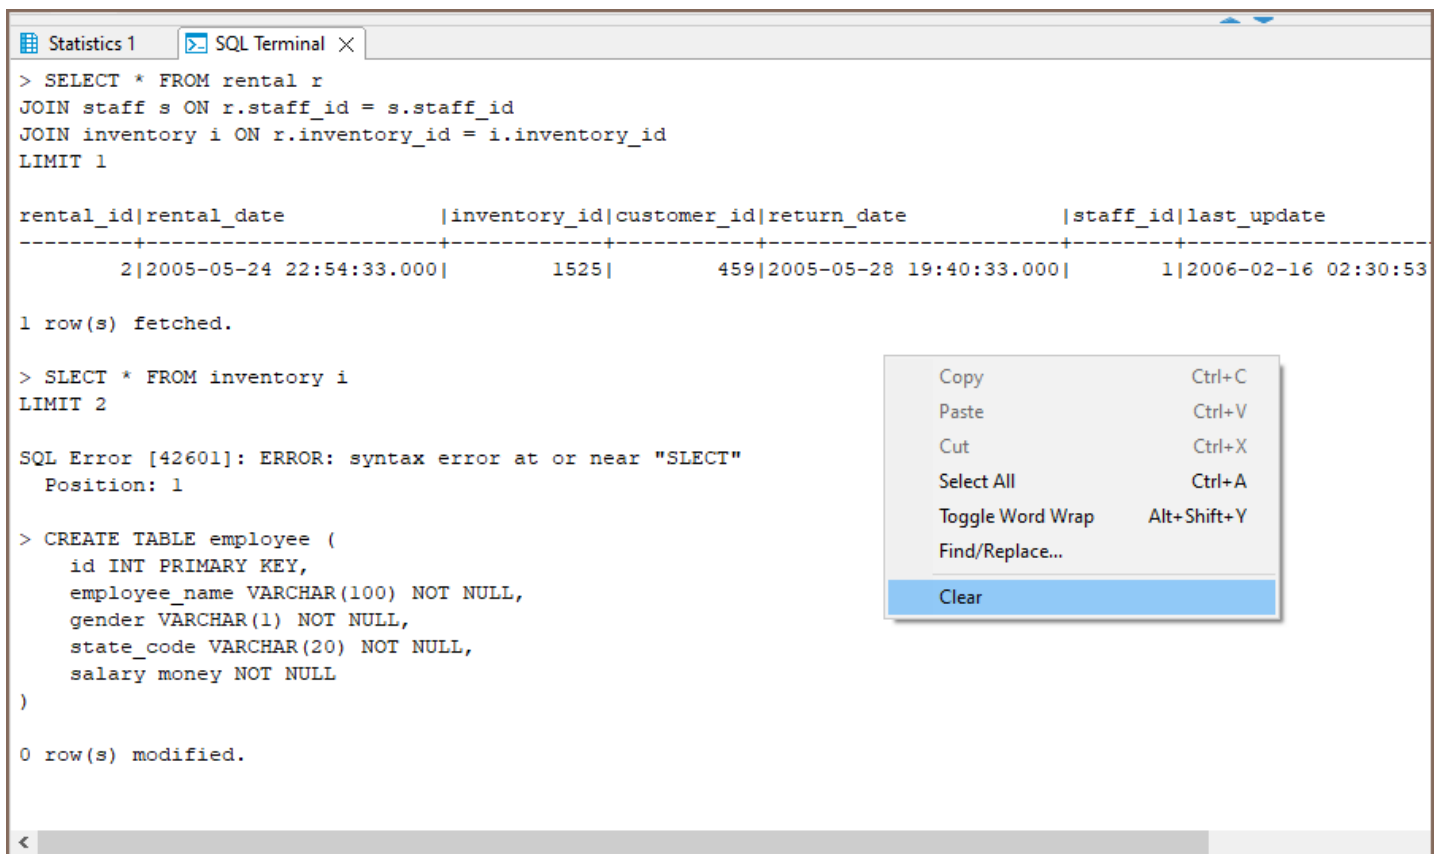 Statistics 1 SQL Terminal
> SELECT * FROM rental r
JOIN staff s ON r.staff_id = s.staff_id
JOIN inventory i ON r.inventory_id = i.inventory_id
LIMIT 1
rental_id|rental_date            |inventory_id|customer_id|return_date            |staff_id|last_update
---------+-----------------------+------------+-----------+-----------------------+--------+-------------------
        2|2005-05-24 22:54:33.000|        1525|        459|2005-05-28 19:40:33.000|       1|2006-02-16 02:30:53
1 row(s) fetched.
> SLECT * FROM inventory i
LIMIT 2
SQL Error [42601]: ERROR: syntax error at or near "SLECT"
  Position: 1
> CREATE TABLE employee (
    id INT PRIMARY KEY,
    employee_name VARCHAR(100) NOT NULL,
    gender VARCHAR(1) NOT NULL,
    state_code VARCHAR(20) NOT NULL,
    salary money NOT NULL
)
0 row(s) modified.
Copy Ctrl+C
Paste Ctrl+V
Cut Ctrl+X
Select All Ctrl+A
Toggle Word Wrap Alt+Shift+Y
Find/Replace...
Clear